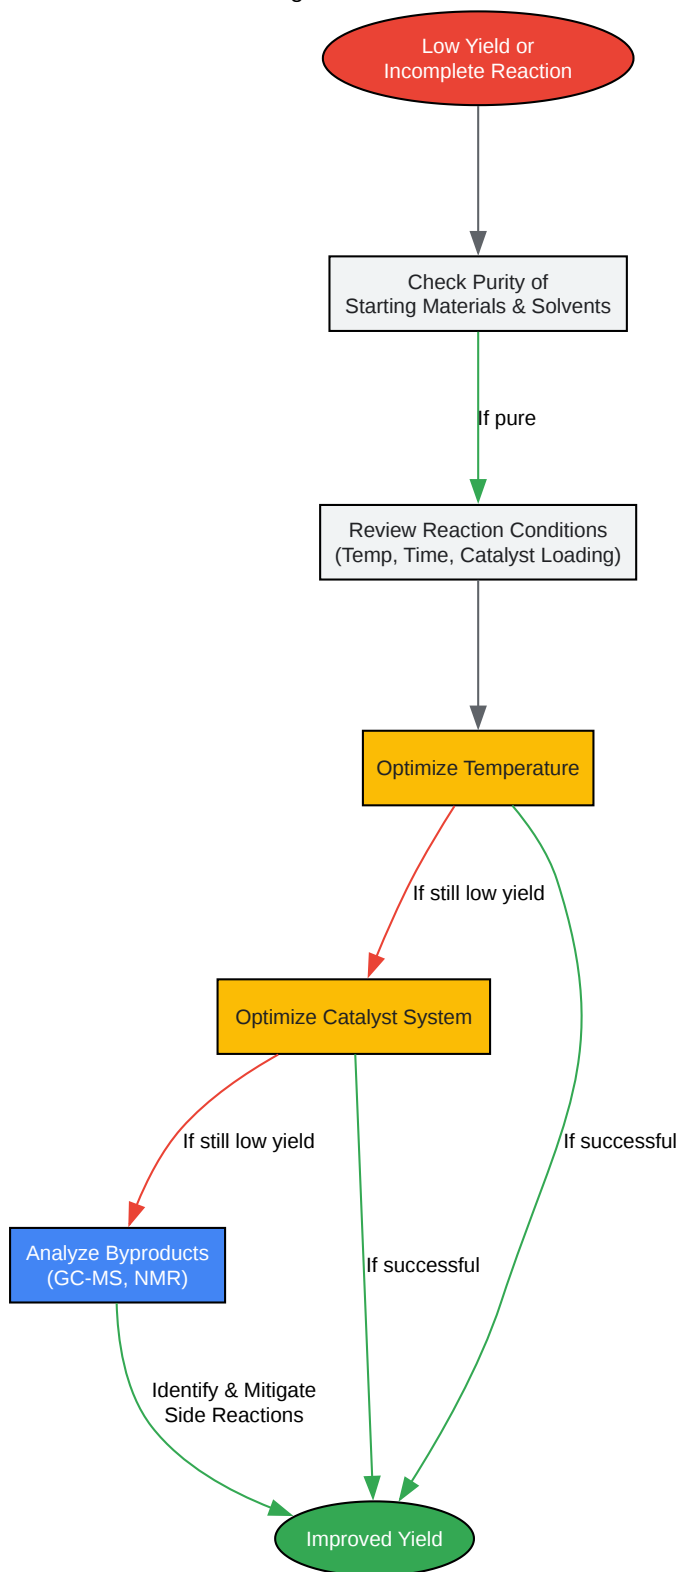 Low Yield or
Incomplete Reaction
Check Purity of
Starting Materials & Solvents
If pure
Review Reaction Conditions
(Temp, Time, Catalyst Loading)
Optimize Temperature
If still low yield
Optimize Catalyst System
If still low yield
If successful
Analyze Byproducts
(GC-MS, NMR)
If successful
Identify & Mitigate
Side Reactions
Improved Yield